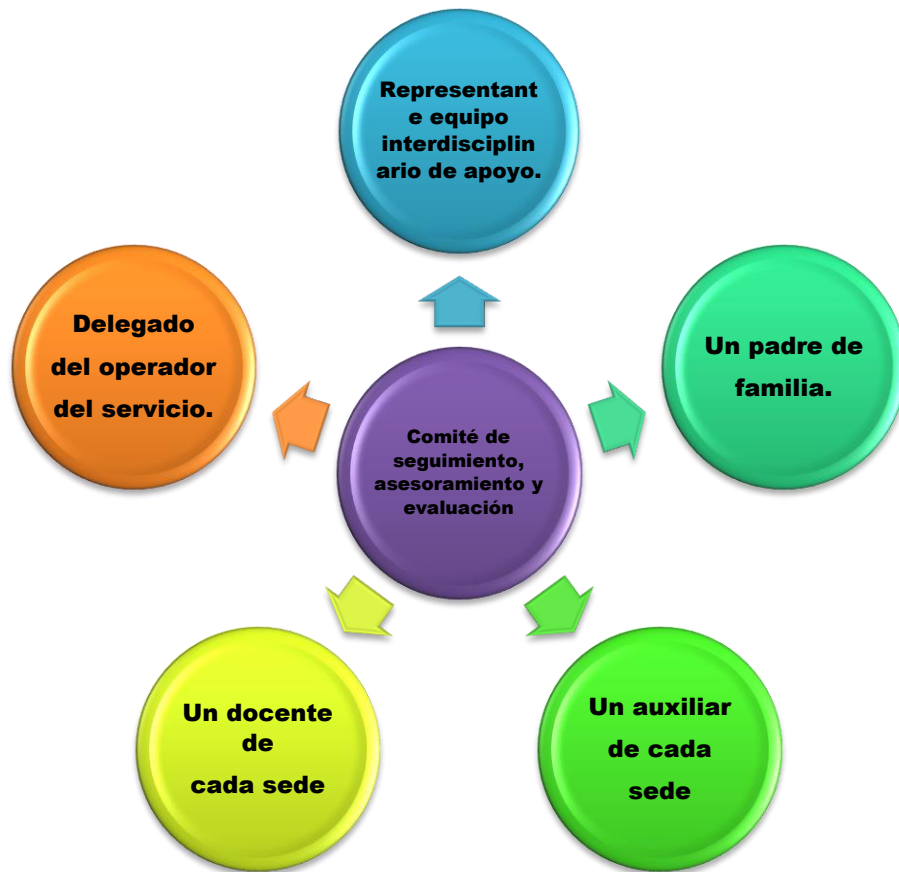 Representant
e equipo
interdisciplin
ario de apoyo.
Delegado
del operador
del servicio.
Un padre de
familia.
Comité de
seguimiento,
asesoramiento y
evaluación
Un docente
de
cada sede
Un auxiliar
de cada
sede